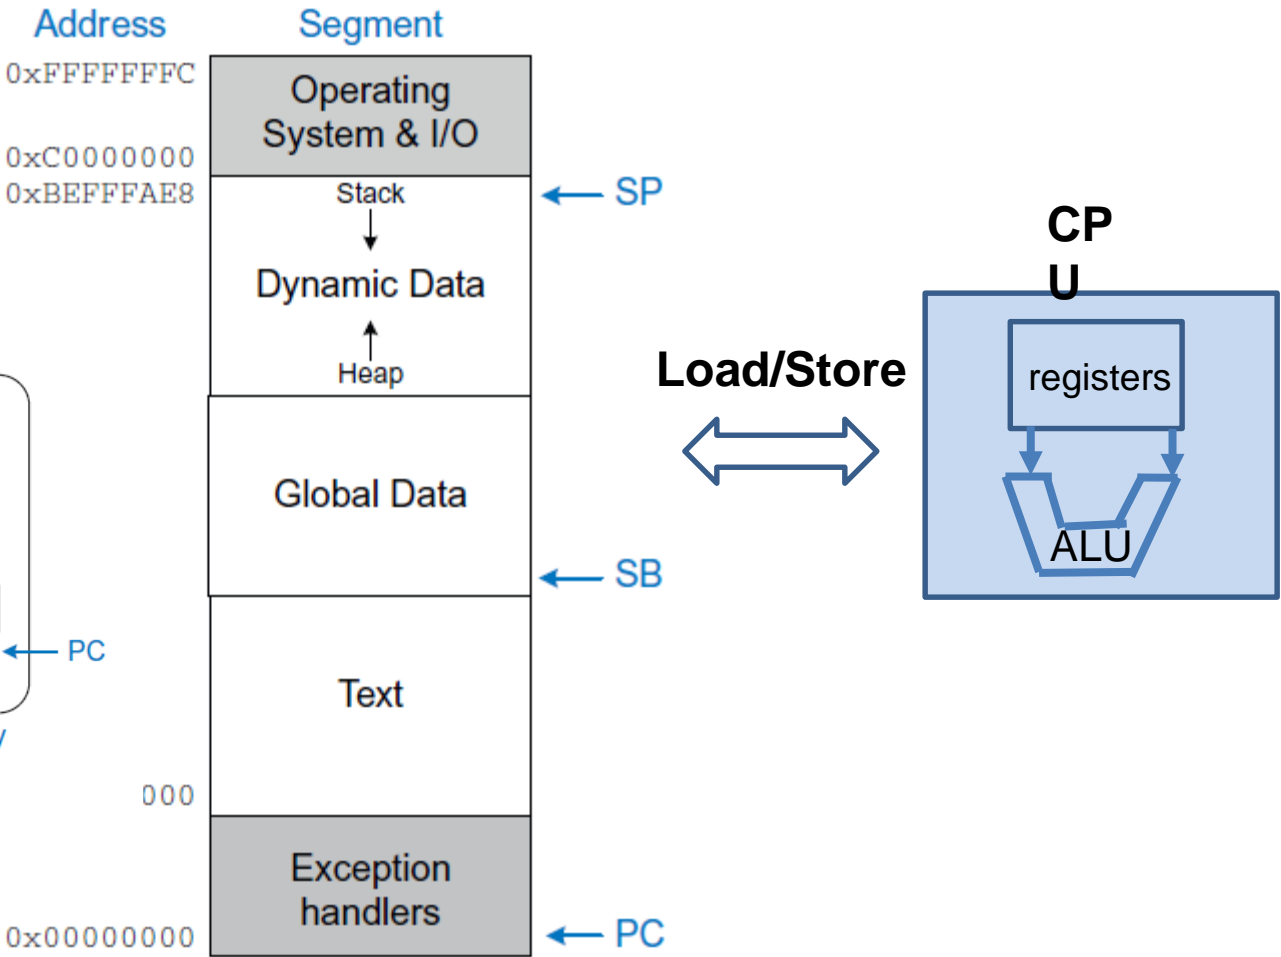 Address Segment
0xFFFFFFFC
Operating
System & I/O
0xC0000000
0xBEFFFAE8
Stack
SP
Dynamic Data
Heap
Global Data
SB
PC
Text
000
Exception
handlers
0x00000000
PC
Load/Store
CP
U
registers
ALU